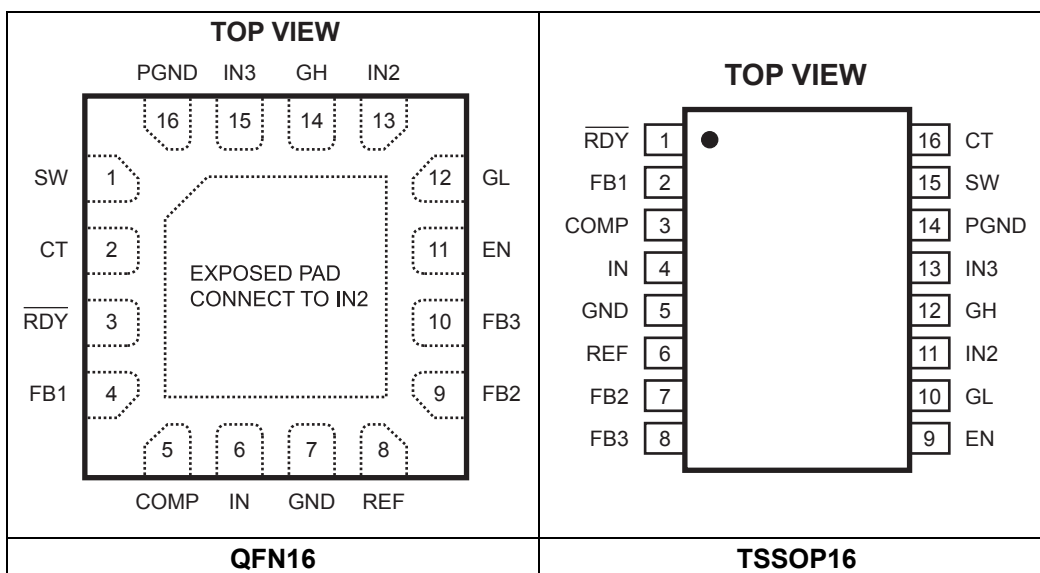 TOP VIEW
PGND IN3 GH IN2
16 15 14 13
SW 1 12 GL
CT 2 11 EN
EXPOSED PAD
CONNECT TO IN2
RDY 3 10 FB3
FB1 4 9 FB2
5 6 7 8
COMP IN GND REF
QFN16
TOP VIEW
RDY 1 16 CT
FB1 2 15 SW
COMP 3 14 PGND
IN 4 13 IN3
GND 5 12 GH
REF 6 11 IN2
FB2 7 10 GL
FB3 8 9 EN
TSSOP16